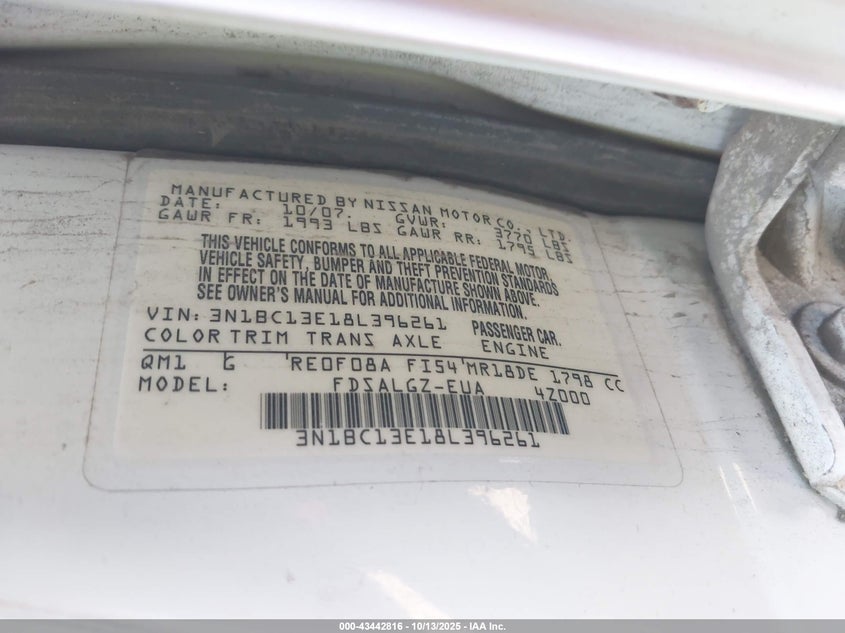 MANUFACTURED BY NISSAN MOTOR CO., LTD.
DATE: 10/07. GVWR: 3770 LBS
GAWR FR: 1993 LBS GAWR RR: 1795 LBS
THIS VEHICLE CONFORMS TO ALL APPLICABLE FEDERAL MOTOR
VEHICLE SAFETY, BUMPER AND THEFT PREVENTION STANDARDS
IN EFFECT ON THE DATE OF MANUFACTURE SHOWN ABOVE.
SEE OWNER'S MANUAL FOR ADDITIONAL INFORMATION.
VIN: 3N1BC13E18L396261 PASSENGER CAR.
COLOR TRIM TRANS AXLE ENGINE
QM1 G RE0F08A FI54 MR18DE 1798 CC
MODEL: FDSALGZ-EUA 4Z000
3N1BC13E18L396261
000-43442816 - 10/13/2025 - IAA Inc.